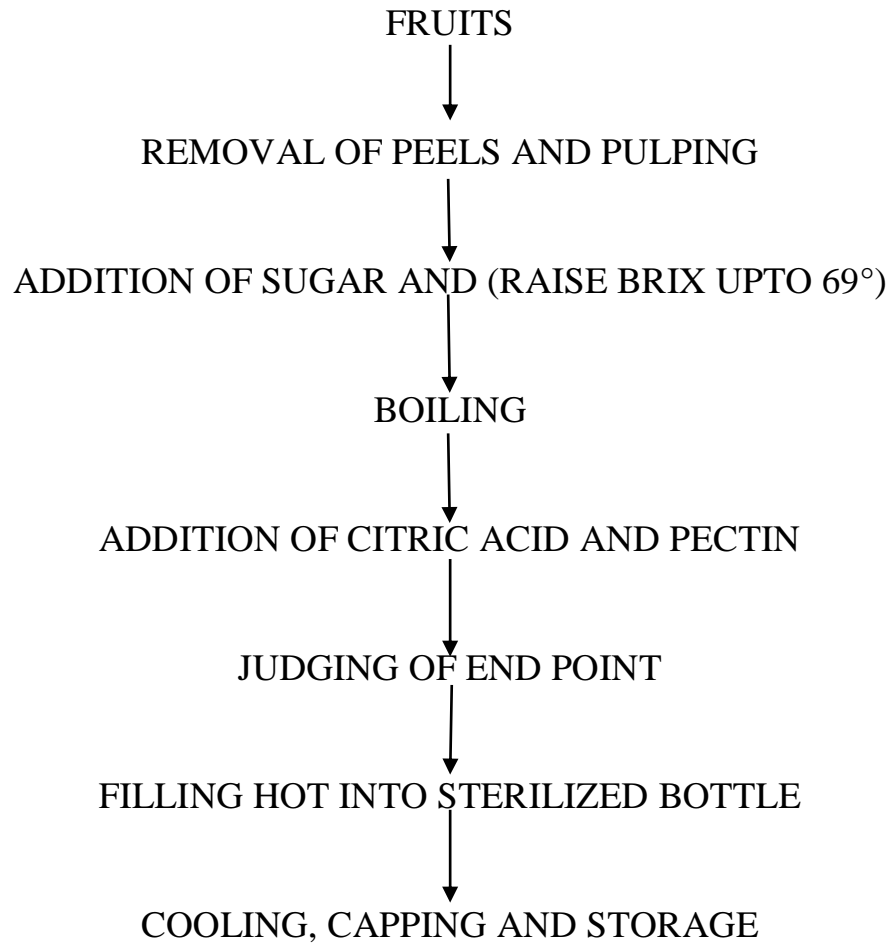 FRUITS
REMOVAL OF PEELS AND PULPING
ADDITION OF SUGAR AND (RAISE BRIX UPTO 69°)
BOILING
ADDITION OF CITRIC ACID AND PECTIN
JUDGING OF END POINT
FILLING HOT INTO STERILIZED BOTTLE
COOLING, CAPPING AND STORAGE